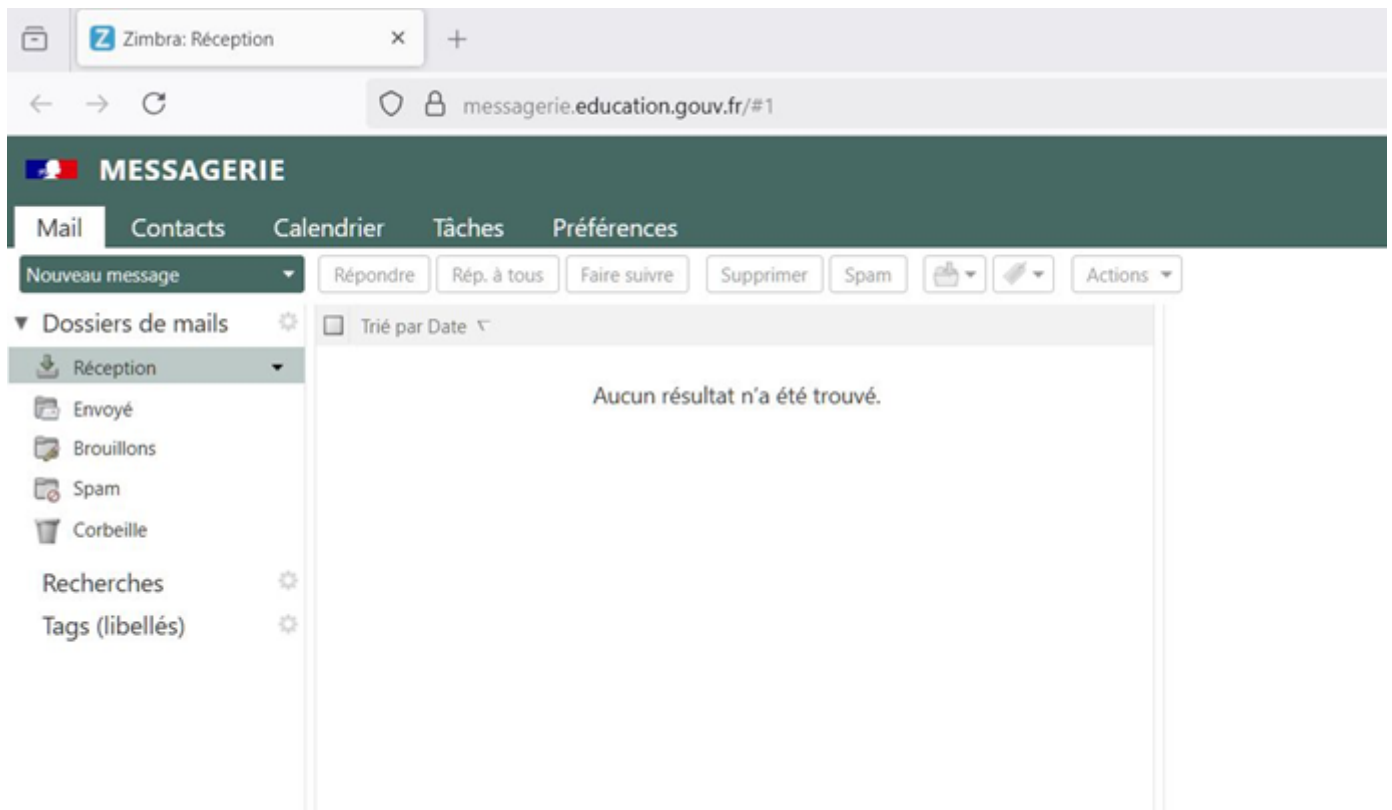 Zimbra: Réception
messagerie.education.gouv.fr/#1
MESSAGERIE
Mail Contacts Calendrier Tâches Préférences
Nouveau message Répondre Rép. à tous Faire suivre Supprimer Spam Actions
Dossiers de mails
Trié par Date
Réception
Aucun résultat n'a été trouvé.
Envoyé
Brouillons
Spam
Corbeille
Recherches
Tags (libellés)